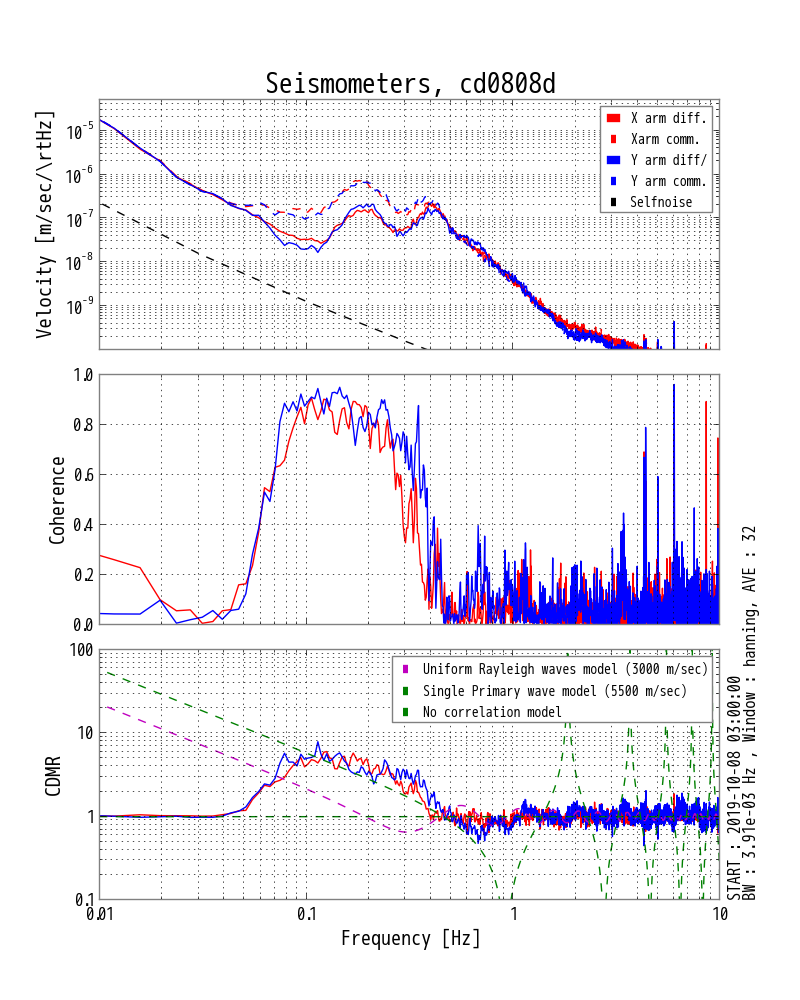 Seismometers, cd0808d
Velocity [m/sec/\rtHz]
10^-5
10^-6
10^-7
10^-8
10^-9
X arm diff.
Xarm comm.
Y arm diff/
Y arm comm.
Selfnoise
Coherence
1.0
0.8
0.6
0.4
0.2
0.0
CDMR
100
10
1
0.1
Uniform Rayleigh waves model (3000 m/sec)
Single Primary wave model (5500 m/sec)
No correlation model
0.01
0.1
1
10
Frequency [Hz]
START : 2019-10-08 03:00:00
BW : 3.91e-03 Hz , Window : hanning, AVE : 32